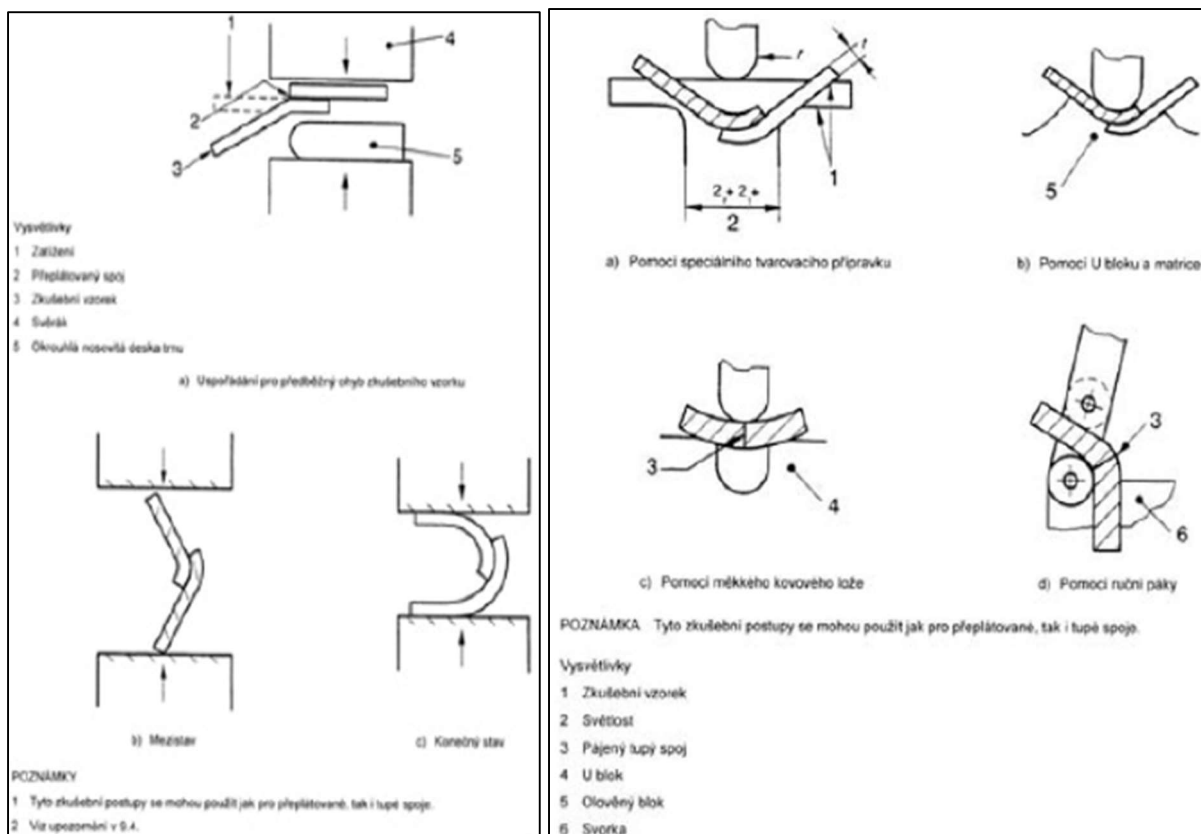 1
4
2
3
5
Vysvětlivky
1 Zatížení
2 Přeplátovaný spoj
3 Zkušební vzorek
4 Svěrák
5 Okrouhlá nosovitá deska trnu
a) Uspořádání pro předběžný ohyb zkušebního vzorku
b) Mezistav
c) Konečný stav
POZNÁMKY
1 Tyto zkušební postupy se mohou použít jak pro přeplátované, tak i tupé spoje.
2 Viz upozornění v 9.4.
r
t
1
2
5
a) Pomocí speciálního tvarovacího přípravku
b) Pomocí U bloku a matrice
3
4
3
6
c) Pomocí měkkého kovového lože
d) Pomocí ruční páky
POZNÁMKA Tyto zkušební postupy se mohou použít jak pro přeplátované, tak i tupé spoje.
Vysvětlivky
1 Zkušební vzorek
2 Světlost
3 Pájený tupý spoj
4 U blok
5 Olověný blok
6 Svorka